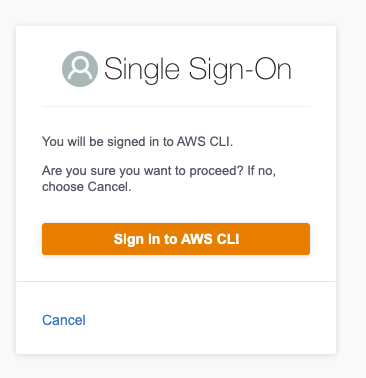 Single Sign-On
You will be signed in to AWS CLI.
Are you sure you want to proceed? If no,
choose Cancel.
Sign in to AWS CLI
Cancel